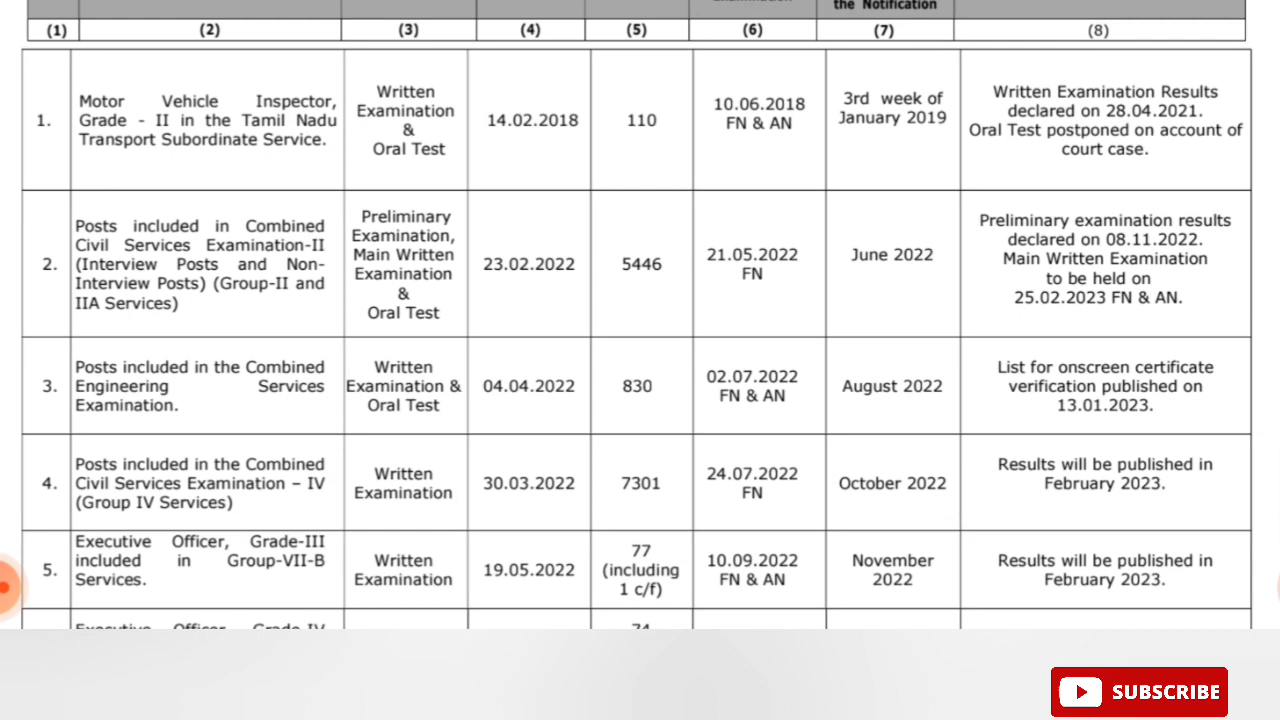 the Notification
(1) (2) (3) (4) (5) (6) (7) (8)
1.
Motor Vehicle Inspector,
Grade - II in the Tamil Nadu
Transport Subordinate Service.
Written
Examination
&
Oral Test
14.02.2018
110
10.06.2018
FN & AN
3rd week of
January 2019
Written Examination Results
declared on 28.04.2021.
Oral Test postponed on account of
court case.
2.
Posts included in Combined
Civil Services Examination-II
(Interview Posts and Non-
Interview Posts) (Group-II and
IIA Services)
Preliminary
Examination,
Main Written
Examination
&
Oral Test
23.02.2022
5446
21.05.2022
FN
June 2022
Preliminary examination results
declared on 08.11.2022.
Main Written Examination
to be held on
25.02.2023 FN & AN.
3.
Posts included in the Combined
Engineering Services
Examination.
Written
Examination &
Oral Test
04.04.2022
830
02.07.2022
FN & AN
August 2022
List for onscreen certificate
verification published on
13.01.2023.
4.
Posts included in the Combined
Civil Services Examination – IV
(Group IV Services)
Written
Examination
30.03.2022
7301
24.07.2022
FN
October 2022
Results will be published in
February 2023.
5.
Executive Officer, Grade-III
included in Group-VII-B
Services.
Written
Examination
19.05.2022
77
(including
1 c/f)
10.09.2022
FN & AN
November
2022
Results will be published in
February 2023.
Executive Officer, Grade-IV
74
SUBSCRIBE